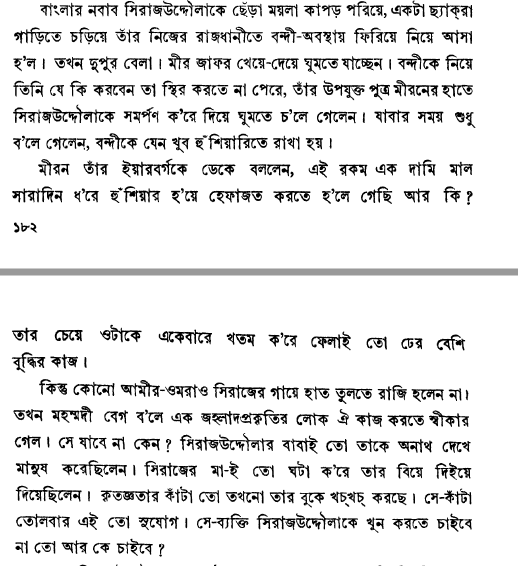 বাংলার নবাব সিরাজউদ্দৌলাকে ছেঁড়া ময়লা কাপড় পরিয়ে, একটা ছ্যাক্‌রা
গাড়িতে চড়িয়ে তাঁর নিজের রাজধানীতে বন্দী-অবস্থায় ফিরিয়ে নিয়ে আসা
হ'ল। তখন দুপুর বেলা। মীর জাফর খেয়ে-দেয়ে ঘুমতে যাচ্ছেন। বন্দীকে নিয়ে
তিনি যে কি করবেন তা স্থির করতে না পেরে, তাঁর উপযুক্ত পুত্র মীরনের হাতে
সিরাজউদ্দৌলাকে সমর্পণ ক'রে দিয়ে ঘুমতে চ'লে গেলেন। যাবার সময় শুধু
ব'লে গেলেন, বন্দীকে যেন খুব হুঁশিয়ারিতে রাখা হয়।
মীরন তাঁর ইয়ারবর্গকে ডেকে বললেন, এই রকম এক দামি মাল
সারাদিন ধ'রে হুঁশিয়ার হ'য়ে হেফাজত করতে হ'লে গেছি আর কি?
১৮২
তার চেয়ে ওটাকে একেবারে খতম ক'রে ফেলাই তো ঢের বেশি
বুদ্ধির কাজ।
কিন্তু কোনো আমীর-ওমরাও সিরাজের গায়ে হাত তুলতে রাজি হলেন না।
তখন মহম্মদী বেগ ব'লে এক জহ্লাদপ্রকৃতির লোক ঐ কাজ করতে স্বীকার
গেল। সে যাবে না কেন? সিরাজউদ্দৌলার বাবাই তো তাকে অনাথ দেখে
মানুষ করেছিলেন। সিরাজের মা-ই তো ঘটা ক'রে তার বিয়ে দিইয়ে
দিয়েছিলেন। কৃতজ্ঞতার কাঁটা তো তখনো তার বুকে খচ্‌খচ্ করছে। সে-কাঁটা
তোলবার এই তো সুযোগ। সে-ব্যক্তি সিরাজউদ্দৌলাকে খুন করতে চাইবে
না তো আর কে চাইবে?